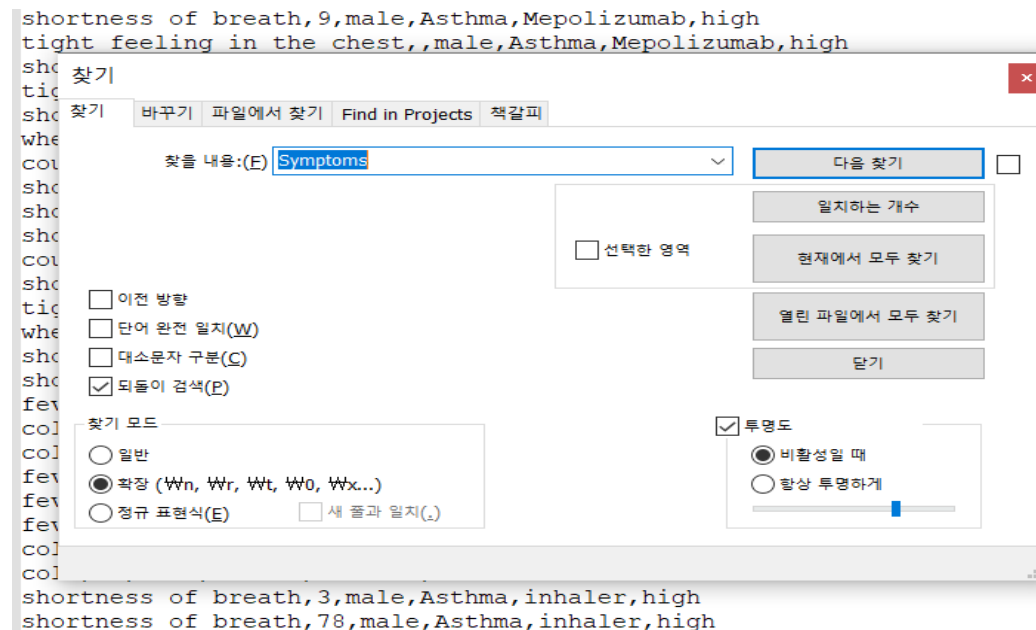 shortness of breath,9,male,Asthma,Mepolizumab,high
tight feeling in the chest,,male,Asthma,Mepolizumab,high
찾기
찾기 바꾸기 파일에서 찾기 Find in Projects 책갈피
찾을 내용:(F) Symptoms 다음 찾기
일치하는 개수
선택한 영역 현재에서 모두 찾기
이전 방향 열린 파일에서 모두 찾기
단어 완전 일치(W)
대소문자 구분(C) 닫기
되돌이 검색(P)
찾기 모드 투명도
일반 비활성일 때
확장 (₩n, ₩r, ₩t, ₩0, ₩x...) 항상 투명하게
정규 표현식(E) 새 줄과 일치(.)
shortness of breath,3,male,Asthma,inhaler,high
shortness of breath,78,male,Asthma,inhaler,high